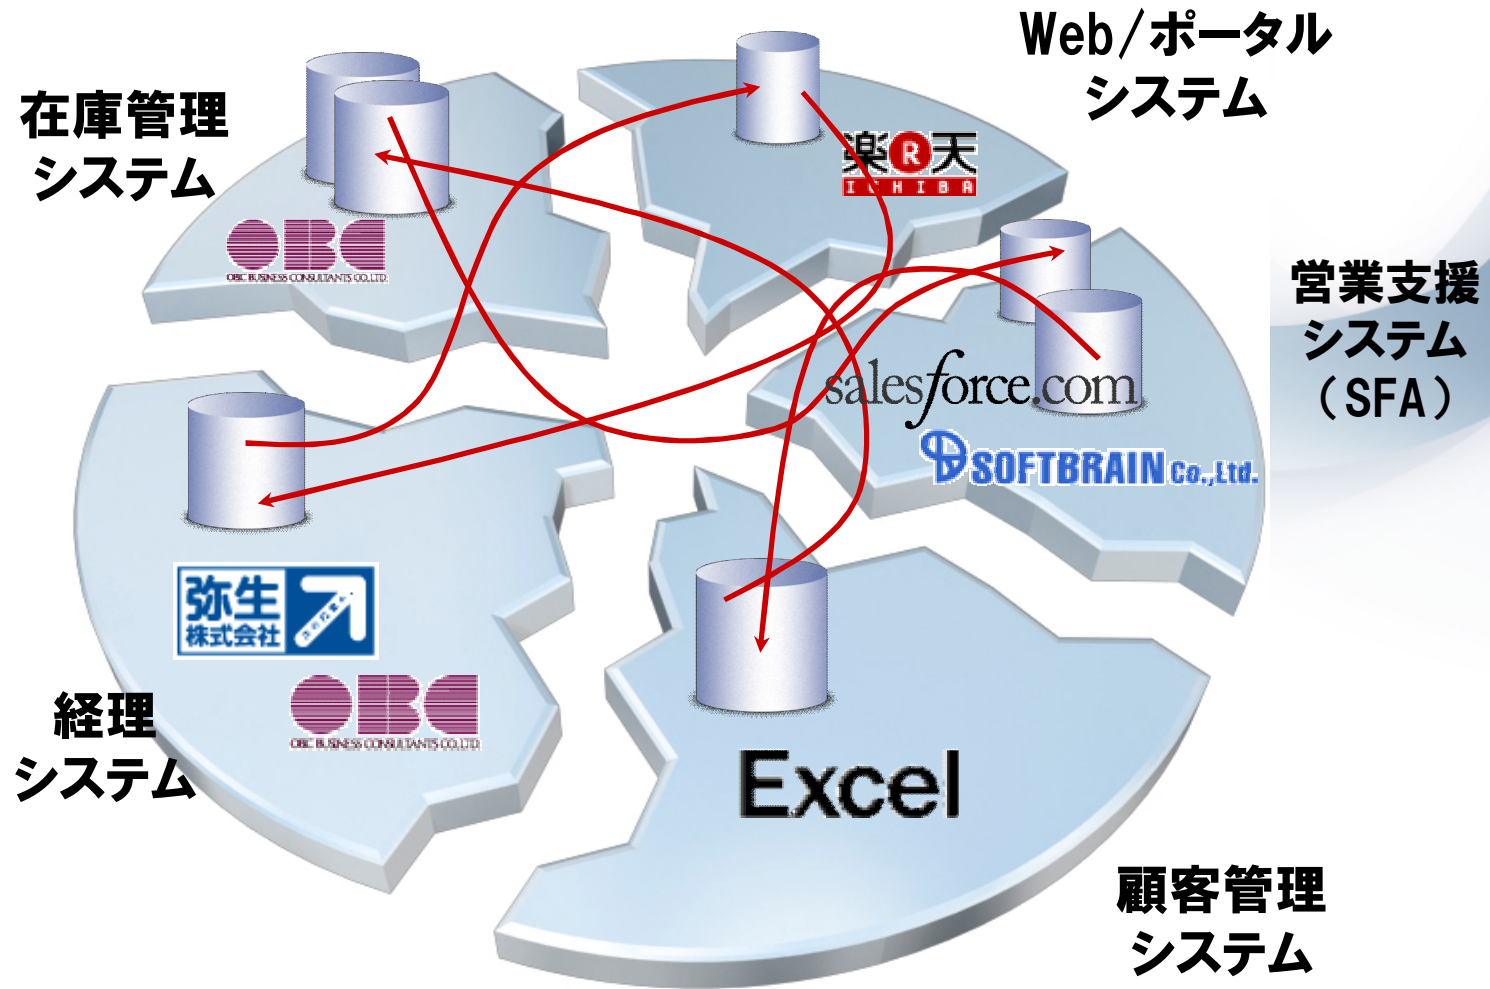 Web/ポータル
システム
在庫管理
システム
楽R天
ICHIBA
OBC
OBIC BUSINESS CONSULTANTS CO.,LTD.
営業支援
システム
(SFA)
salesforce.com
SOFTBRAIN Co.,Ltd.
弥生
株式会社
OBC
OBIC BUSINESS CONSULTANTS CO.,LTD.
経理
システム
Excel
顧客管理
システム